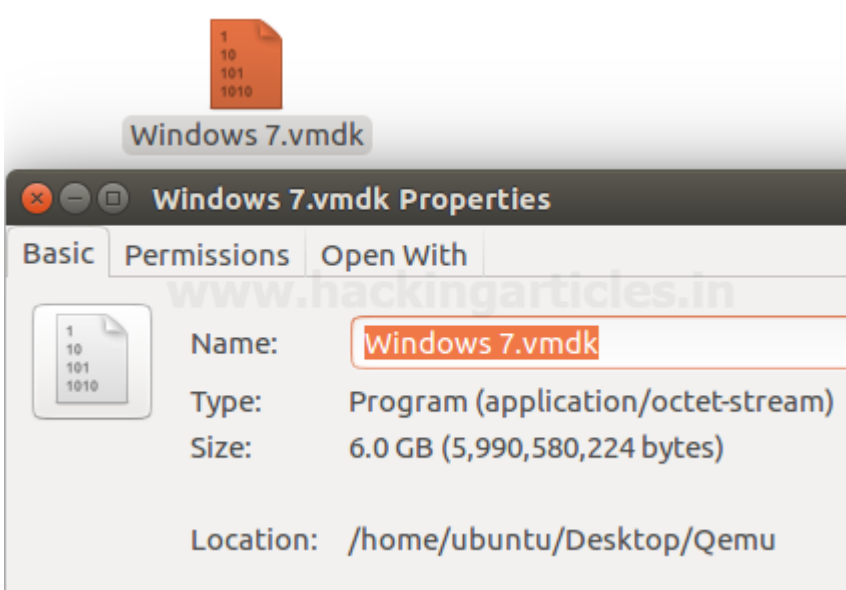 1
10
101
1010
Windows 7.vmdk
Windows 7.vmdk Properties
Basic Permissions Open With
www.hackingarticles.in
1
10
101
1010
Name: Windows 7.vmdk
Type: Program (application/octet-stream)
Size: 6.0 GB (5,990,580,224 bytes)
Location: /home/ubuntu/Desktop/Qemu